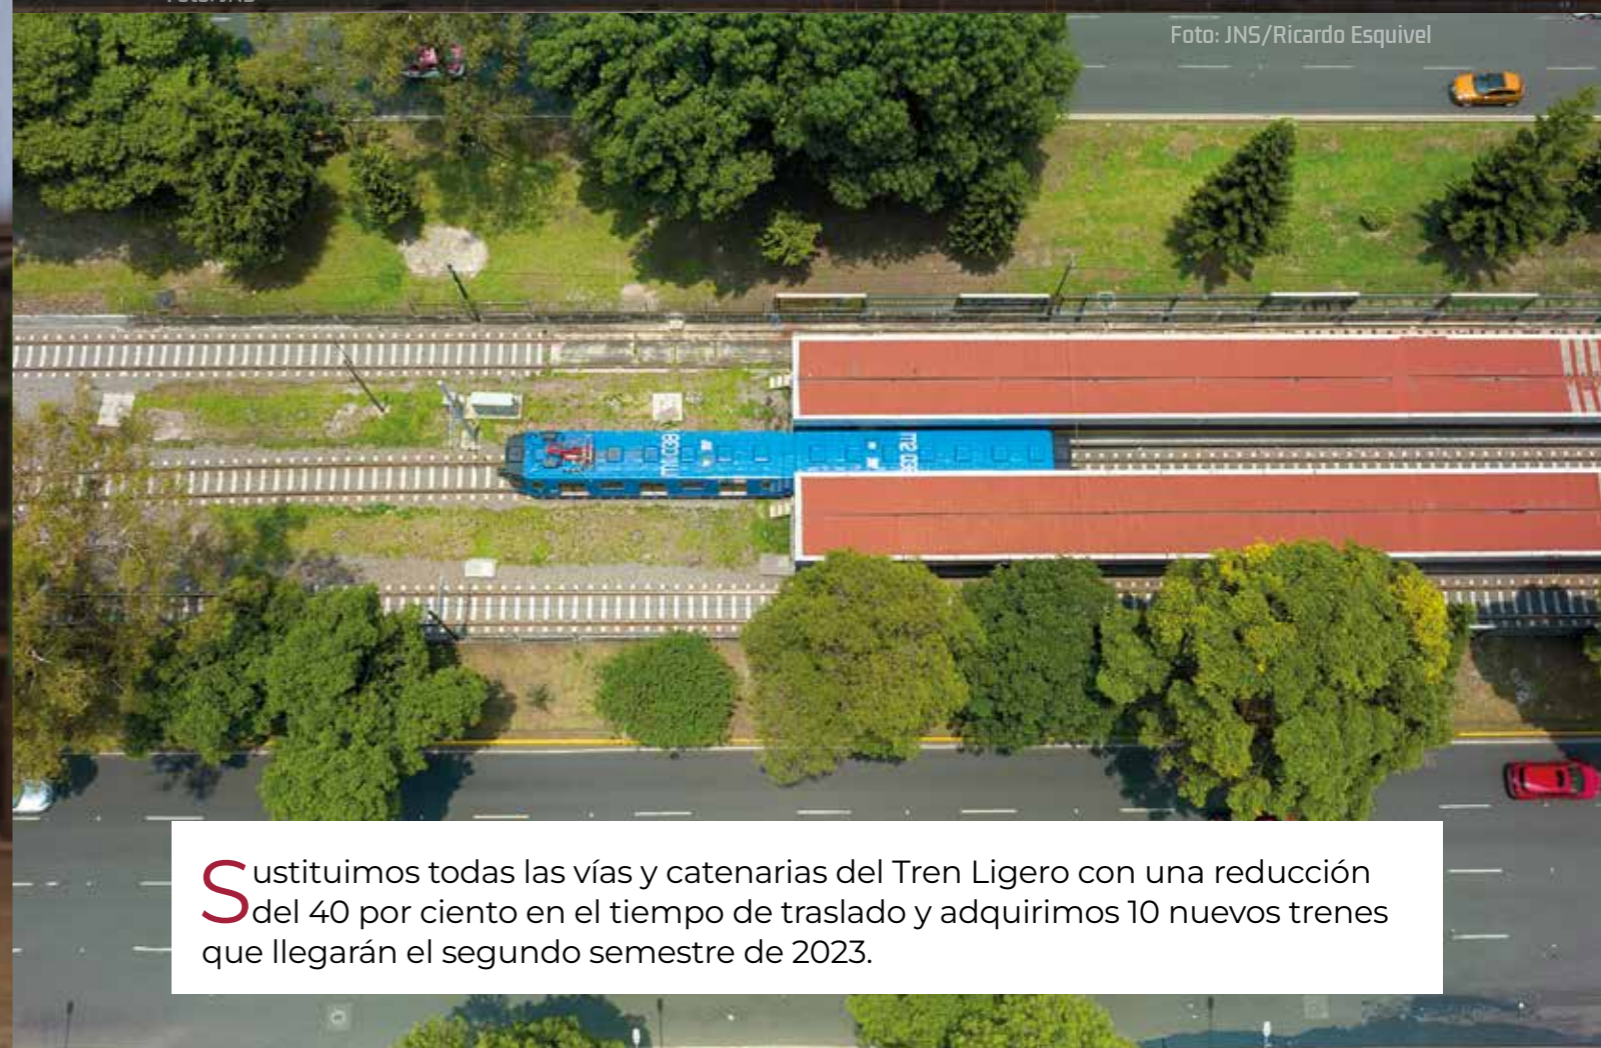 Foto: JNS/Ricardo Esquivel
Sustituimos todas las vías y catenarias del Tren Ligero con una reducción
del 40 por ciento en el tiempo de traslado y adquirimos 10 nuevos trenes
que llegarán el segundo semestre de 2023.